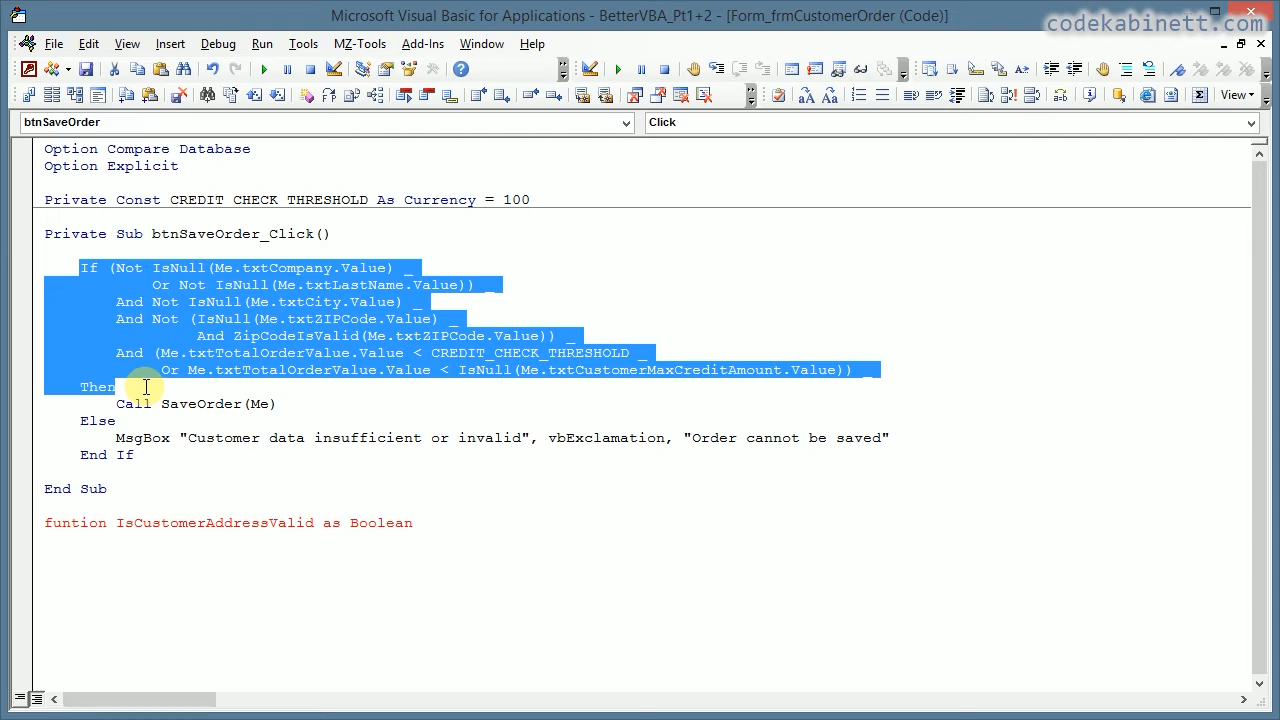 Microsoft Visual Basic for Applications - BetterVBA_Pt1+2 - [Form_frmCustomerOrder (Code)]
codekabinett.com
File Edit View Insert Format Debug Run Tools MZ-Tools Add-Ins Window Help
View
btnSaveOrder Click
Option Compare Database
Option Explicit
Private Const CREDIT_CHECK_THRESHOLD As Currency = 100
Private Sub btnSaveOrder_Click()
If (Not IsNull(Me.txtCompany.Value) _
Or Not IsNull(Me.txtLastName.Value)) _
And Not IsNull(Me.txtCity.Value) _
And Not (IsNull(Me.txtZIPCode.Value) _
And ZipCodeIsValid(Me.txtZIPCode.Value)) _
And (Me.txtTotalOrderValue.Value < CREDIT_CHECK_THRESHOLD _
Or Me.txtTotalOrderValue.Value < IsNull(Me.txtCustomerMaxCreditAmount.Value)) _
Then
Call SaveOrder(Me)
Else
MsgBox "Customer data insufficient or invalid", vbExclamation, "Order cannot be saved"
End If
End Sub
funtion IsCustomerAddressValid as Boolean